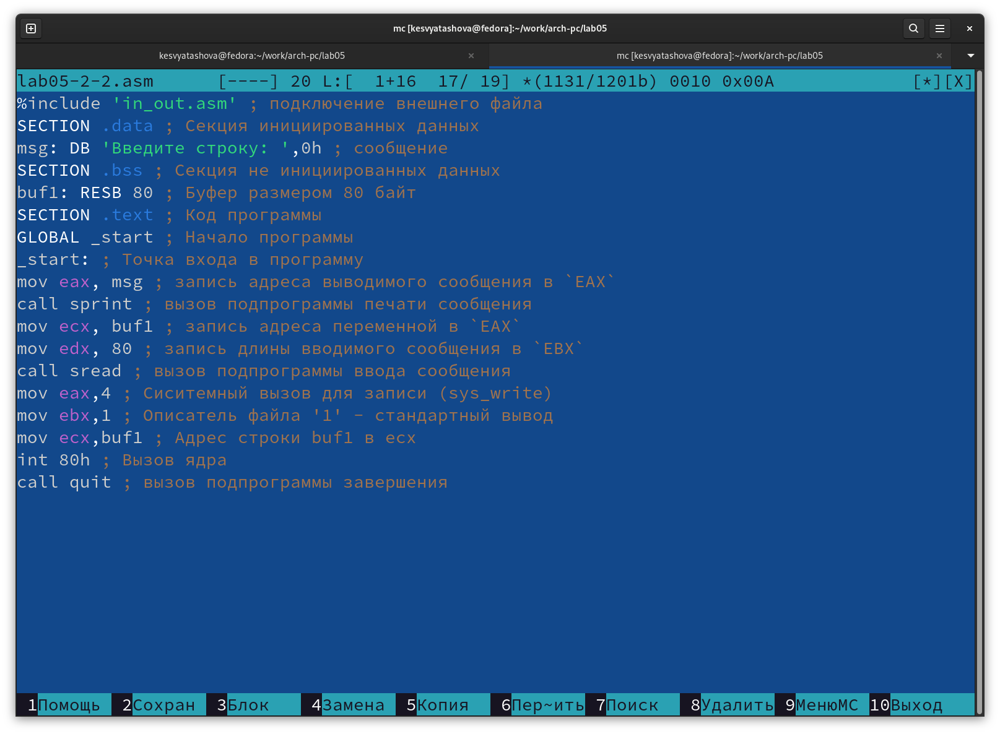 mc [kesvyatashova@fedora]:~/work/arch-pc/lab05
kesvyatashova@fedora:~/work/arch-pc/lab05 × mc [kesvyatashova@fedora]:~/work/arch-pc/lab05 ×
lab05-2-2.asm [----] 20 L:[ 1+16 17/ 19] *(1131/1201b) 0010 0x00A [*][X]
%include 'in_out.asm' ; подключение внешнего файла
SECTION .data ; Секция инициированных данных
msg: DB 'Введите строку: ',0h ; сообщение
SECTION .bss ; Секция не инициированных данных
buf1: RESB 80 ; Буфер размером 80 байт
SECTION .text ; Код программы
GLOBAL _start ; Начало программы
_start: ; Точка входа в программу
mov eax, msg ; запись адреса выводимого сообщения в `EAX`
call sprint ; вызов подпрограммы печати сообщения
mov ecx, buf1 ; запись адреса переменной в `EAX`
mov edx, 80 ; запись длины вводимого сообщения в `EBX`
call sread ; вызов подпрограммы ввода сообщения
mov eax,4 ; Сиситемный вызов для записи (sys_write)
mov ebx,1 ; Описатель файла '1' - стандартный вывод
mov ecx,buf1 ; Адрес строки buf1 в ecx
int 80h ; Вызов ядра
call quit ; вызов подпрограммы завершения
1Помощь 2Сохран 3Блок 4Замена 5Копия 6Пер~ить 7Поиск 8Удалить 9МенюМС 10Выход